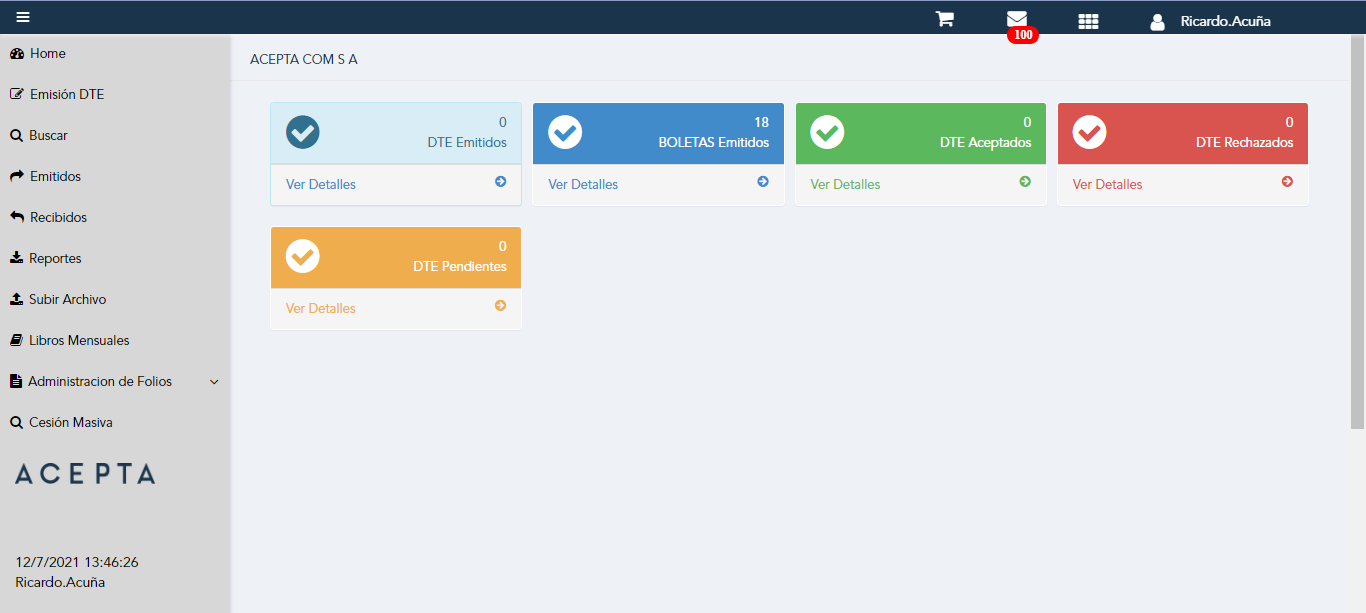 Ricardo.Acuña
100
Home
Emisión DTE
Buscar
Emitidos
Recibidos
Reportes
Subir Archivo
Libros Mensuales
Administracion de Folios
Cesión Masiva
ACEPTA
12/7/2021 13:46:26
Ricardo.Acuña
ACEPTA COM S A
0
DTE Emitidos
Ver Detalles
18
BOLETAS Emitidos
Ver Detalles
0
DTE Aceptados
Ver Detalles
0
DTE Rechazados
Ver Detalles
0
DTE Pendientes
Ver Detalles